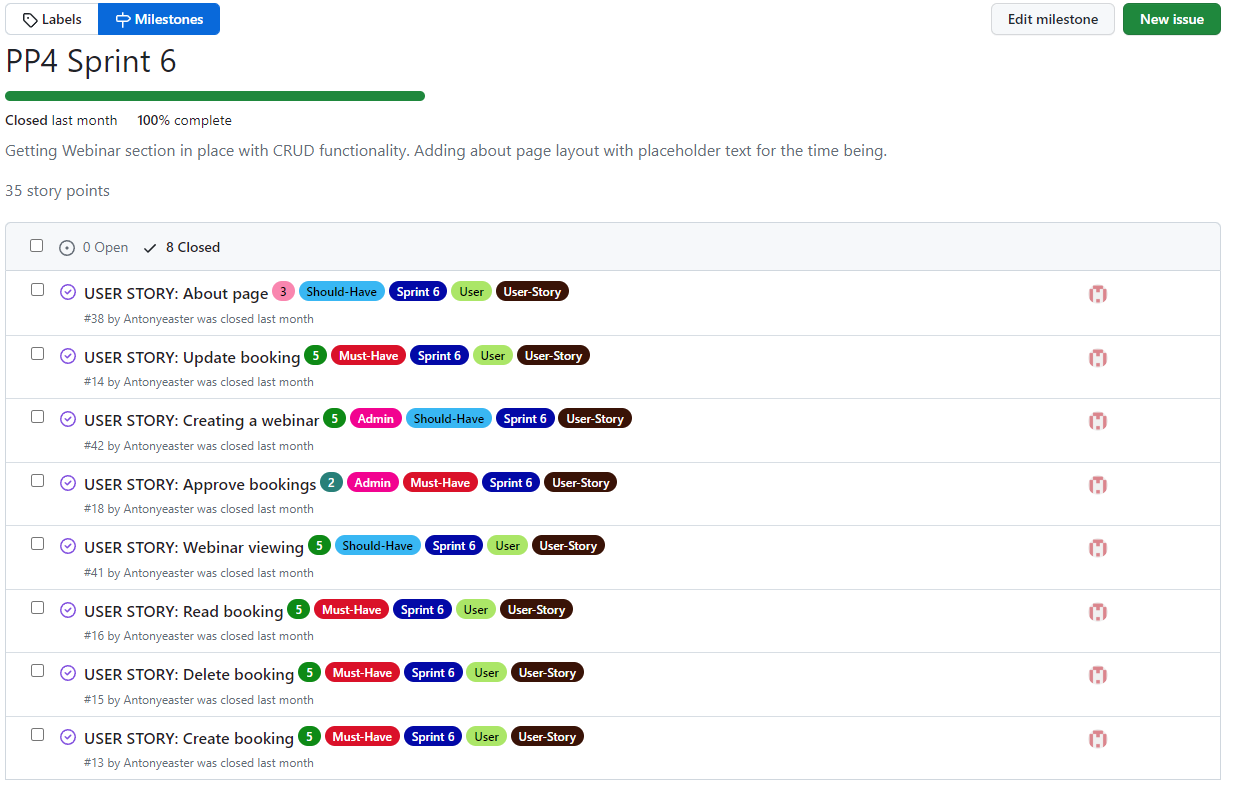 Labels Milestones Edit milestone New issue
PP4 Sprint 6
Closed last month 100% complete
Getting Webinar section in place with CRUD functionality. Adding about page layout with placeholder text for the time being.
35 story points
0 Open 8 Closed
USER STORY: About page 3 Should-Have Sprint 6 User User-Story
#38 by Antonyeaster was closed last month
USER STORY: Update booking 5 Must-Have Sprint 6 User User-Story
#14 by Antonyeaster was closed last month
USER STORY: Creating a webinar 5 Admin Should-Have Sprint 6 User-Story
#42 by Antonyeaster was closed last month
USER STORY: Approve bookings 2 Admin Must-Have Sprint 6 User-Story
#18 by Antonyeaster was closed last month
USER STORY: Webinar viewing 5 Should-Have Sprint 6 User User-Story
#41 by Antonyeaster was closed last month
USER STORY: Read booking 5 Must-Have Sprint 6 User User-Story
#16 by Antonyeaster was closed last month
USER STORY: Delete booking 5 Must-Have Sprint 6 User User-Story
#15 by Antonyeaster was closed last month
USER STORY: Create booking 5 Must-Have Sprint 6 User User-Story
#13 by Antonyeaster was closed last month